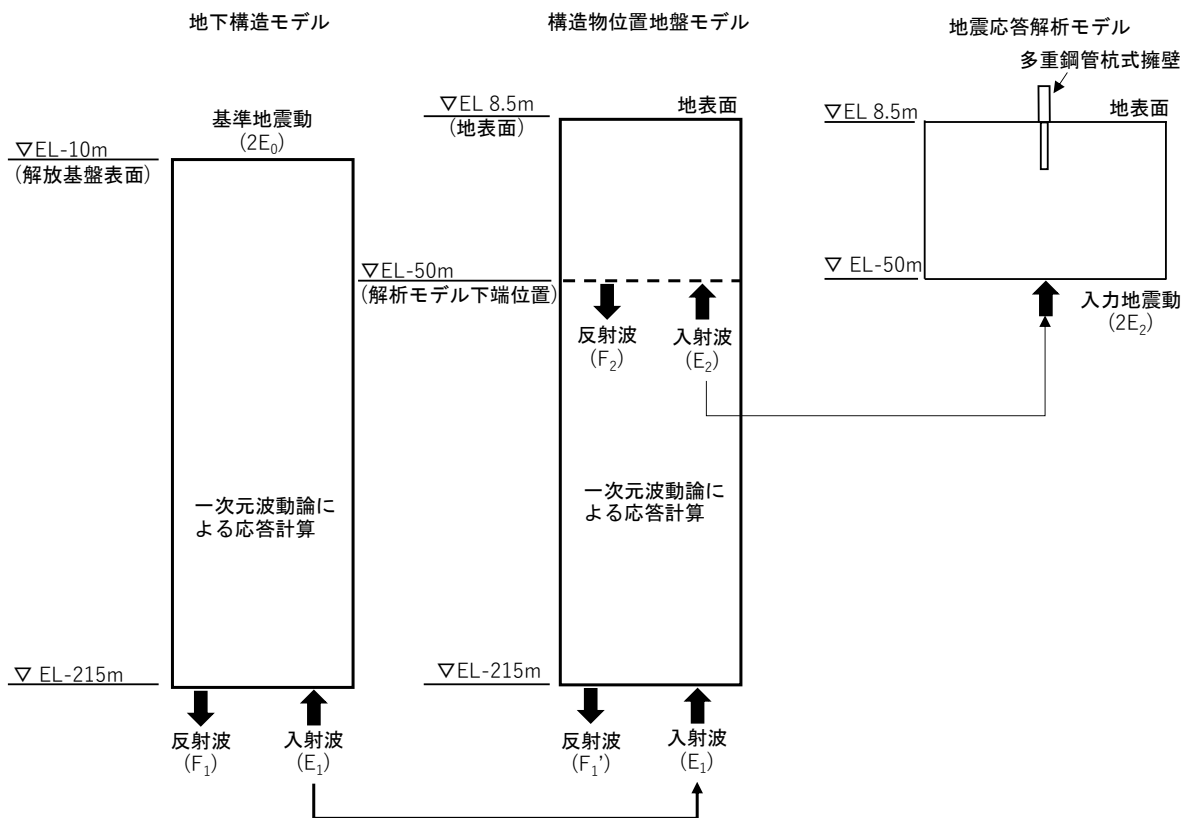 地下構造モデル
基準地震動
(2E₀)
▽EL-10m
(解放基盤表面)
一次元波動論に
よる応答計算
▽ EL-215m
反射波
(F₁)
入射波
(E₁)
構造物位置地盤モデル
▽EL 8.5m
(地表面)
地表面
▽EL-50m
(解析モデル下端位置)
反射波
(F₂)
入射波
(E₂)
一次元波動論に
よる応答計算
▽EL-215m
反射波
(F₁')
入射波
(E₁)
地震応答解析モデル
多重鋼管杭式擁壁
▽EL 8.5m
地表面
▽ EL-50m
入力地震動
(2E₂)